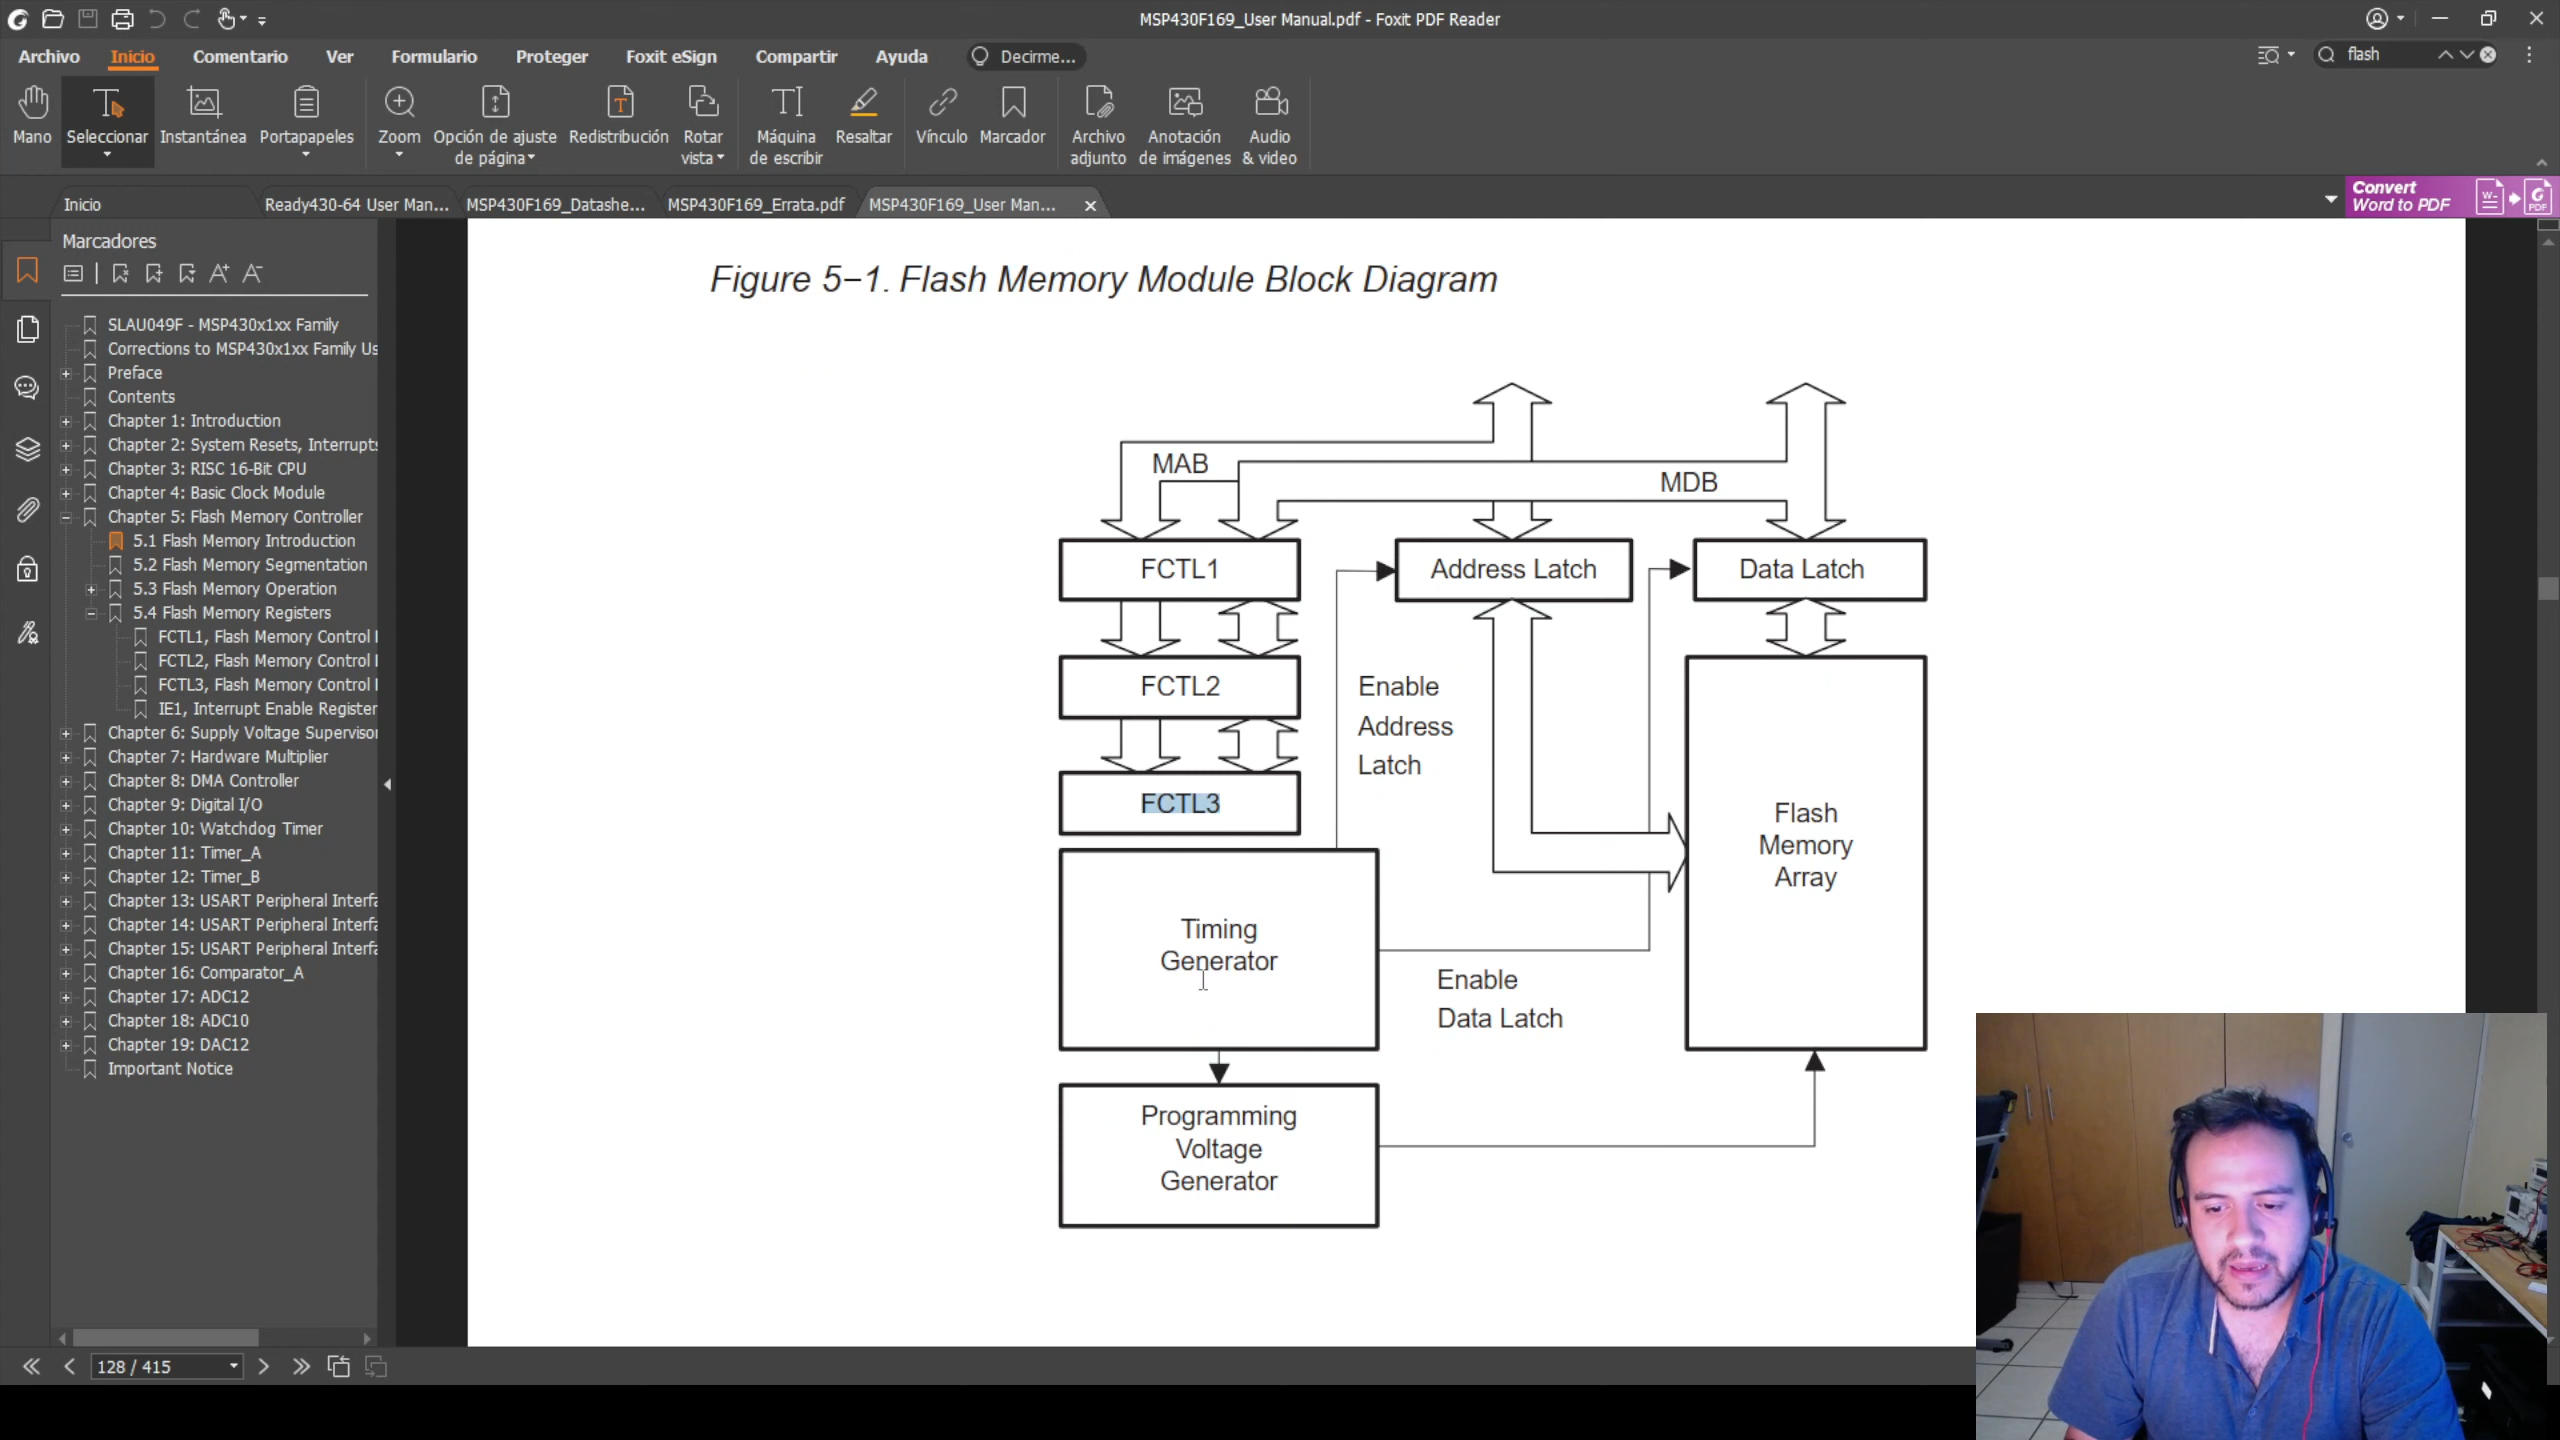 MSP430F169_User Manual.pdf - Foxit PDF Reader
Archivo Inicio Comentario Ver Formulario Proteger Foxit eSign Compartir Ayuda Decirme... flash
Mano Seleccionar Instantánea Portapapeles Zoom Opción de ajuste de página Redistribución Rotar vista Máquina de escribir Resaltar Vínculo Marcador Archivo adjunto Anotación de imágenes Audio & video
Inicio Ready430-64 User Man... MSP430F169_Datashe... MSP430F169_Errata.pdf MSP430F169_User Man...
Convert
Word to PDF
Marcadores
SLAU049F - MSP430x1xx Family
Corrections to MSP430x1xx Family Us
Preface
Contents
Chapter 1: Introduction
Chapter 2: System Resets, Interrupts
Chapter 3: RISC 16-Bit CPU
Chapter 4: Basic Clock Module
Chapter 5: Flash Memory Controller
5.1 Flash Memory Introduction
5.2 Flash Memory Segmentation
5.3 Flash Memory Operation
5.4 Flash Memory Registers
FCTL1, Flash Memory Control
FCTL2, Flash Memory Control
FCTL3, Flash Memory Control
IE1, Interrupt Enable Register
Chapter 6: Supply Voltage Supervisor
Chapter 7: Hardware Multiplier
Chapter 8: DMA Controller
Chapter 9: Digital I/O
Chapter 10: Watchdog Timer
Chapter 11: Timer_A
Chapter 12: Timer_B
Chapter 13: USART Peripheral Interfa
Chapter 14: USART Peripheral Interfa
Chapter 15: USART Peripheral Interfa
Chapter 16: Comparator_A
Chapter 17: ADC12
Chapter 18: ADC10
Chapter 19: DAC12
Important Notice
Figure 5−1. Flash Memory Module Block Diagram
MAB
MDB
FCTL1
Address Latch
Data Latch
FCTL2
Enable
Address
Latch
FCTL3
Flash
Memory
Array
Timing
Generator
Enable
Data Latch
Programming
Voltage
Generator
128 / 415